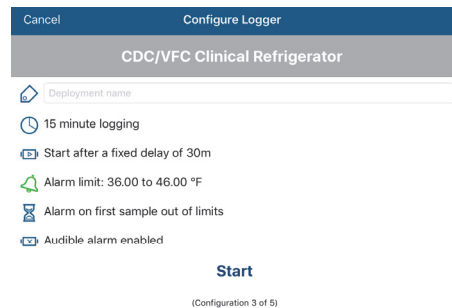 Cancel
Configure Logger
CDC/VFC Clinical Refrigerator
Deployment name
15 minute logging
Start after a fixed delay of 30m
Alarm limit: 36.00 to 46.00 °F
Alarm on first sample out of limits
Audible alarm enabled
Start
(Configuration 3 of 5)